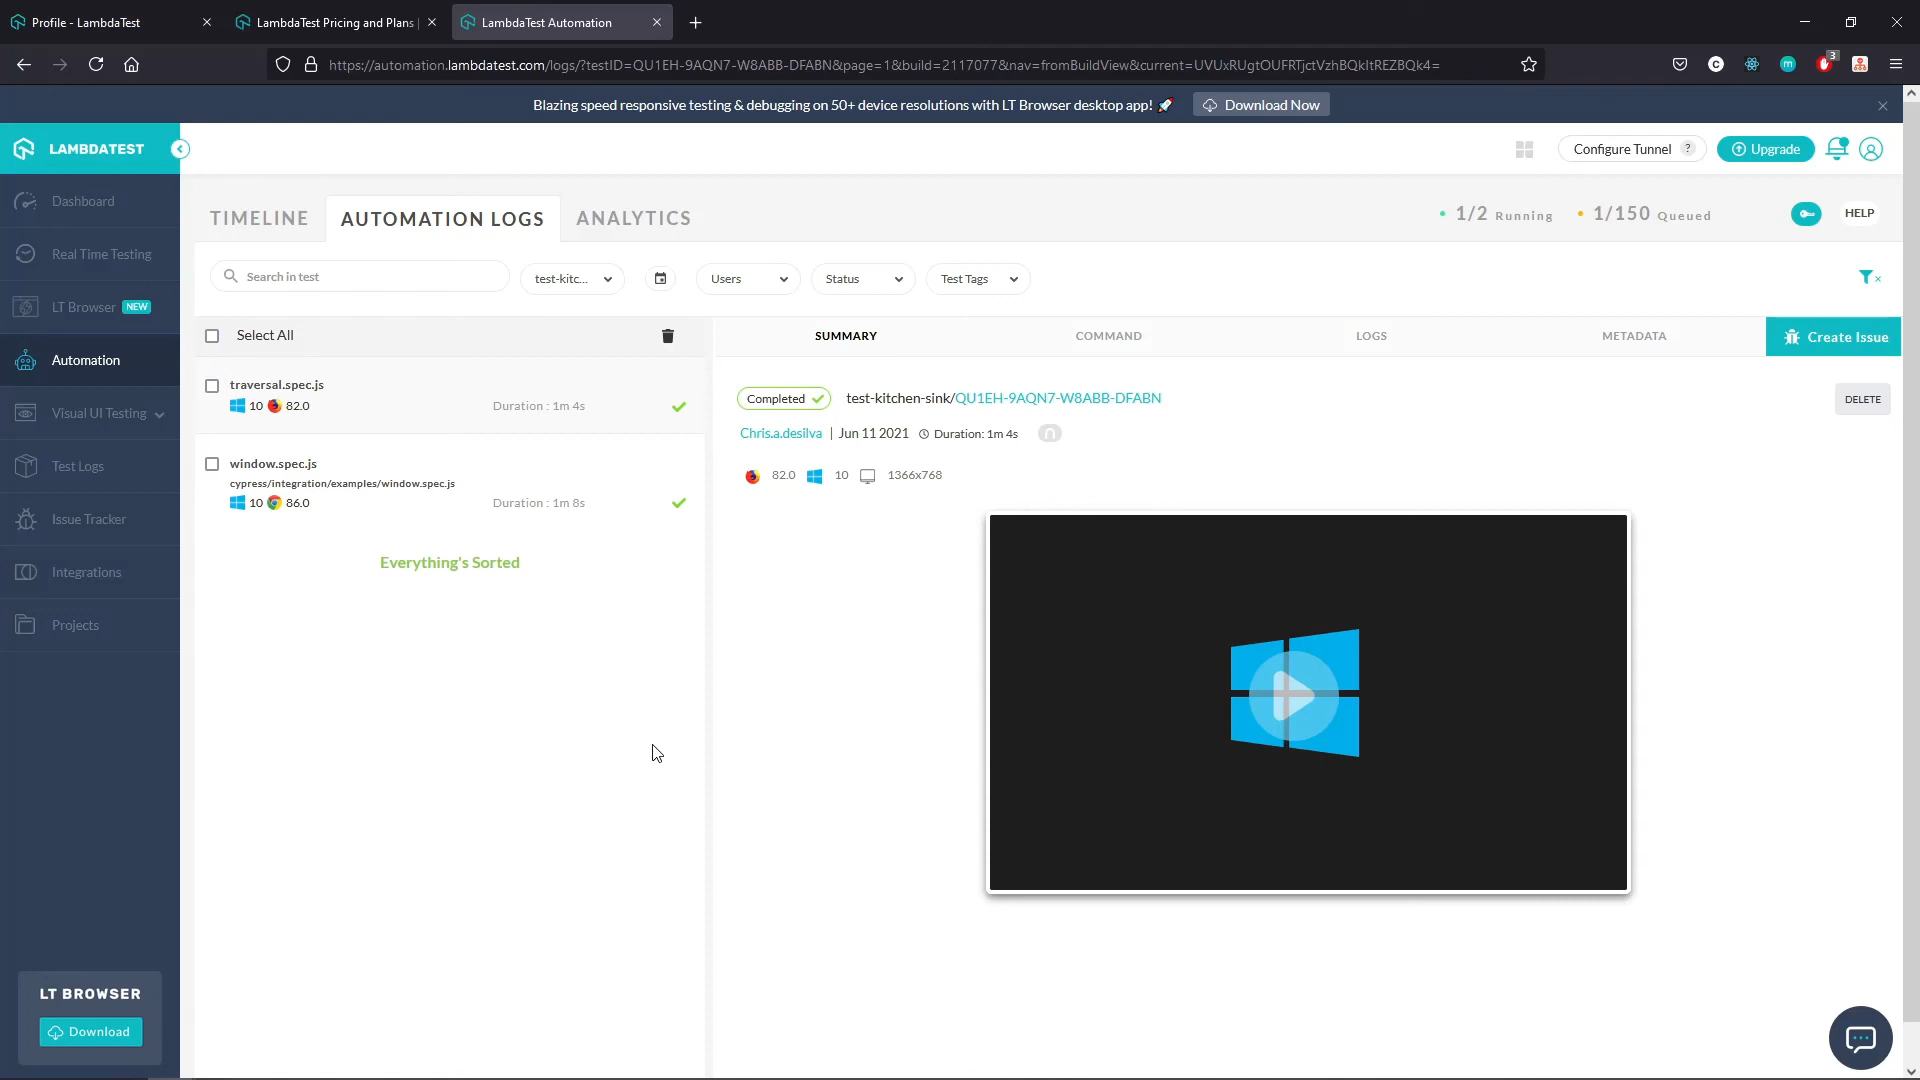 Profile - LambdaTest
LambdaTest Pricing and Plans |
LambdaTest Automation
https://automation.lambdatest.com/logs/?testID=QU1EH-9AQN7-W8ABB-DFABN&page=1&build=2117077&nav=fromBuildView&current=UVUxRUgtOUFRTjctVzhBQkItREZBQk4=
3
Blazing speed responsive testing & debugging on 50+ device resolutions with LT Browser desktop app! 🚀
Download Now
LAMBDATEST
Configure Tunnel ?
Upgrade
Dashboard
Real Time Testing
LT Browser NEW
Automation
Visual UI Testing
Test Logs
Issue Tracker
Integrations
Projects
LT BROWSER
Download
TIMELINE
AUTOMATION LOGS
ANALYTICS
1/2 Running
1/150 Queued
HELP
Search in test
test-kitc...
Users
Status
Test Tags
Select All
traversal.spec.js
10 82.0
Duration : 1m 4s
window.spec.js
cypress/integration/examples/window.spec.js
10 86.0
Duration : 1m 8s
Everything's Sorted
SUMMARY
COMMAND
LOGS
METADATA
Create Issue
Completed
test-kitchen-sink/QU1EH-9AQN7-W8ABB-DFABN
DELETE
Chris.a.desilva | Jun 11 2021 Duration: 1m 4s
82.0 10 1366x768